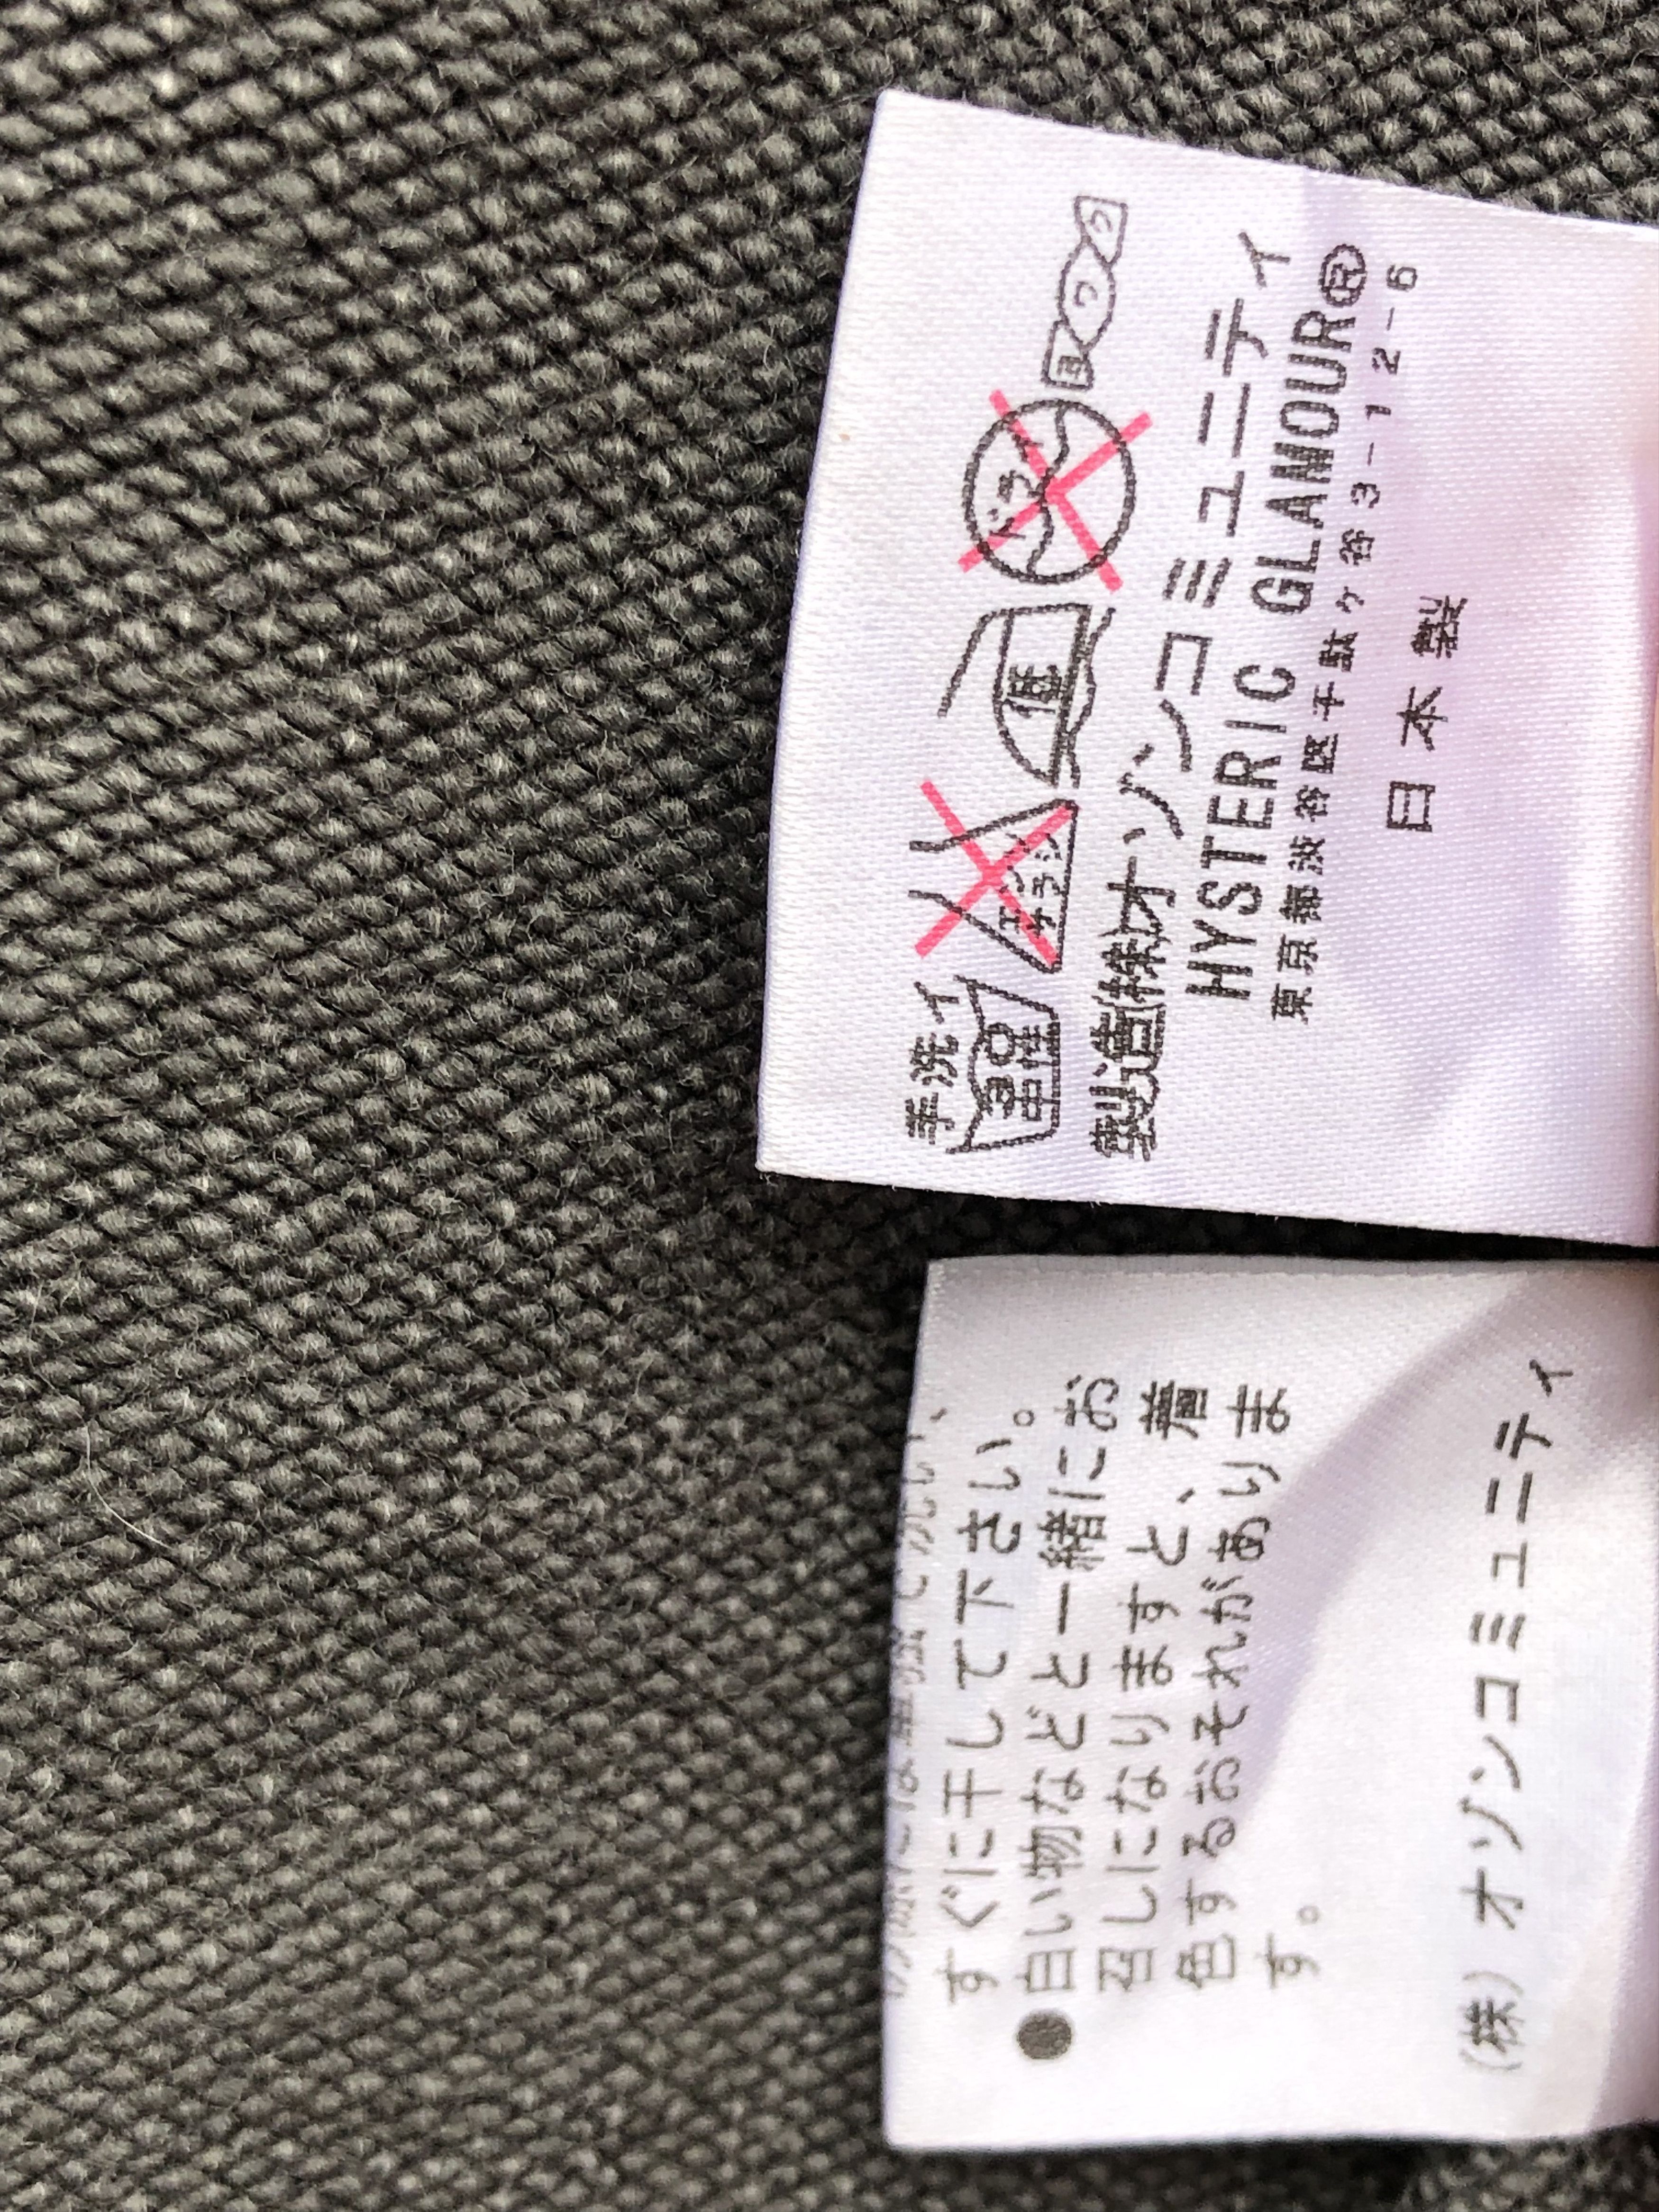 手洗イ
30
中性
エンソ
サラシ
中
ドライ
ヨワク
製造(株)オゾンコミュニティ
HYSTERIC GLAMOUR®
東京都渋谷区千駄ケ谷3-12-6
日本製
すぐに干して下さい。
●白い物などと一緒にお
召しになりますと、着
色するおそれがありま
す。
(株)オゾンコミュニティ